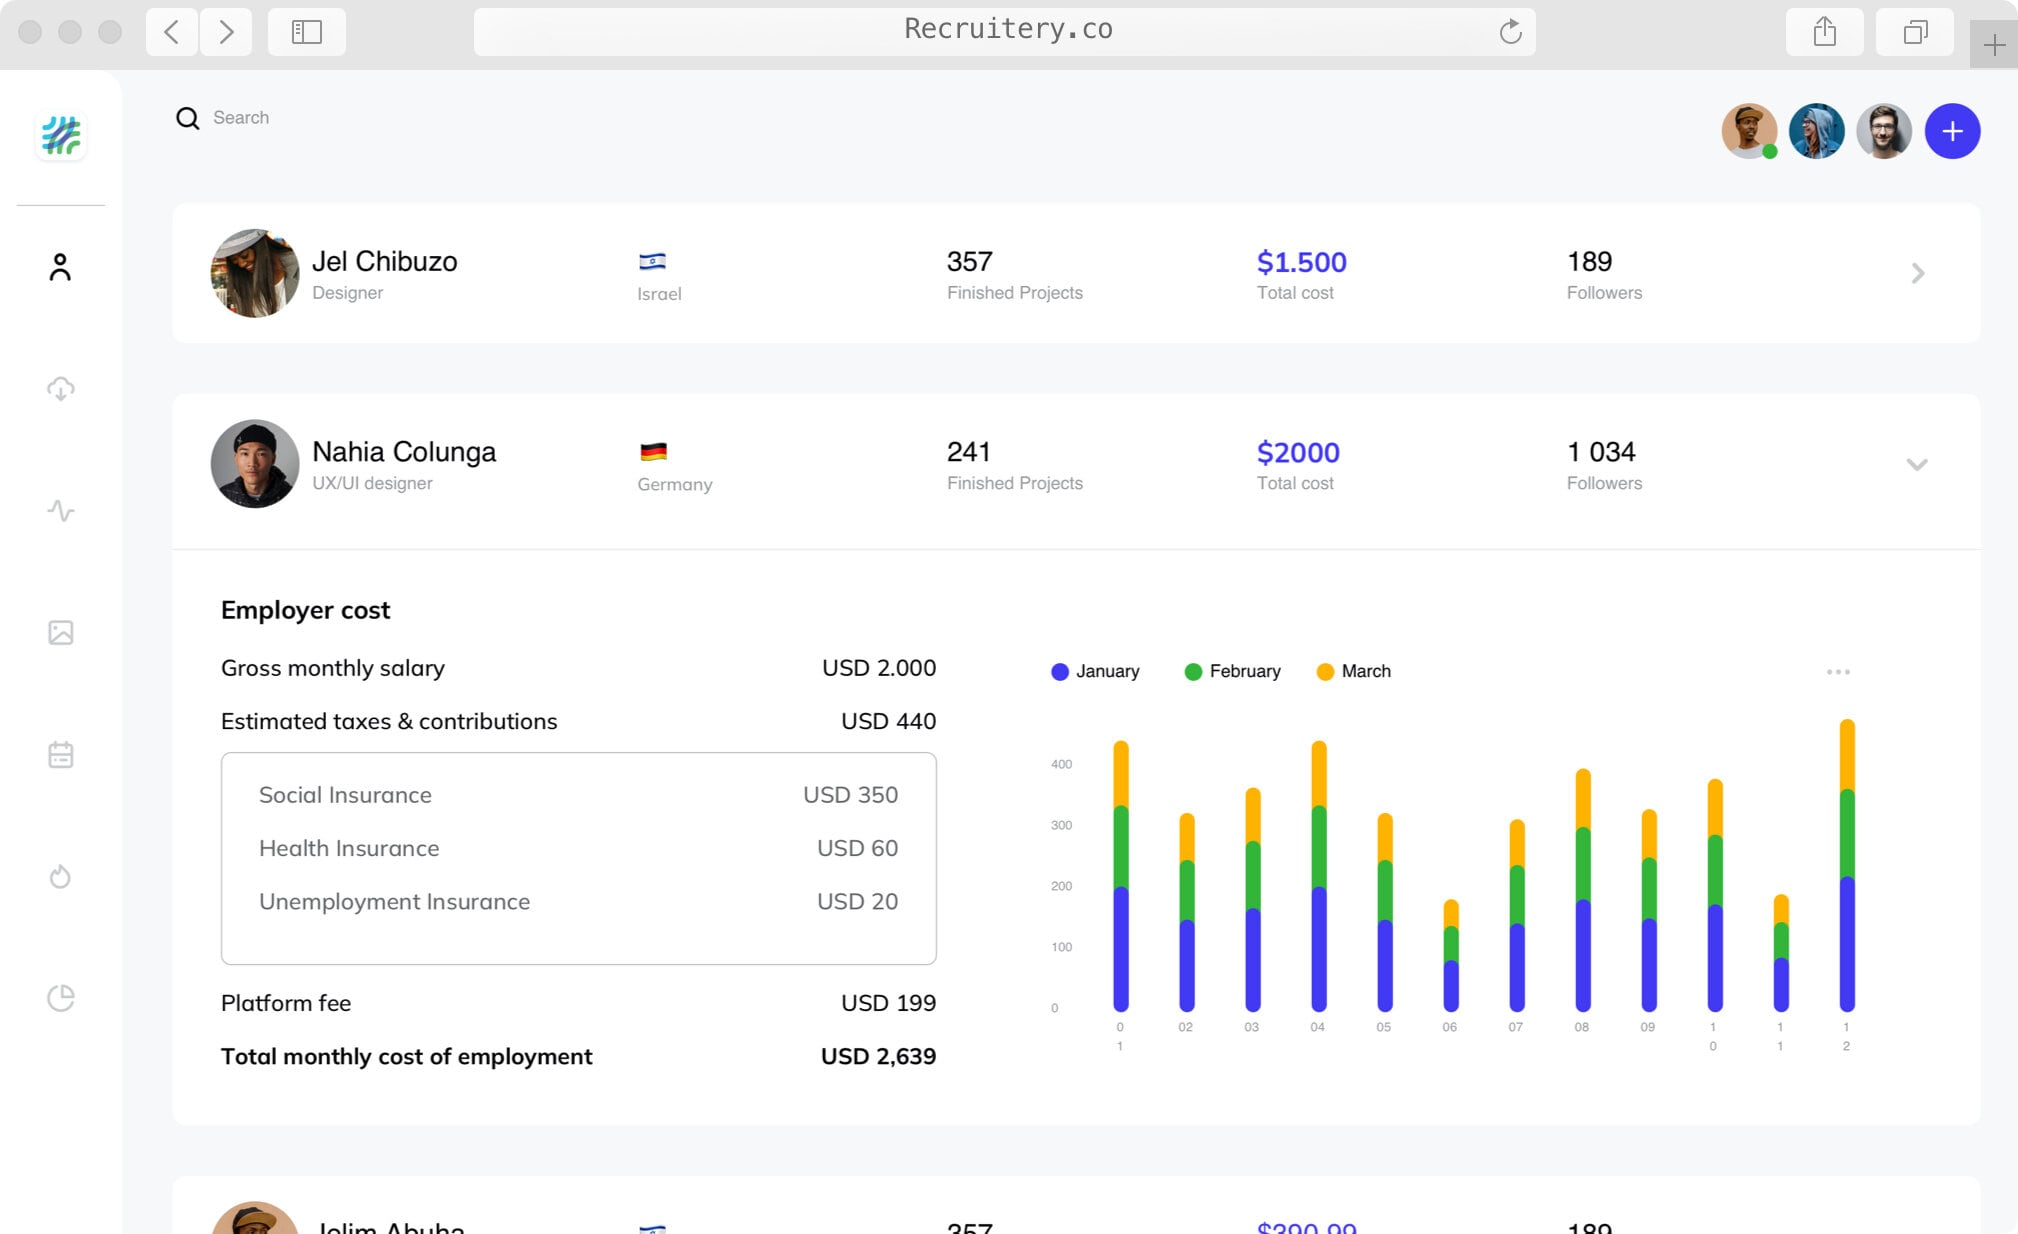 Recruitery.co
Search
Jel Chibuzo
Designer
Israel
357
Finished Projects
$1.500
Total cost
189
Followers
Nahia Colunga
UX/UI designer
Germany
241
Finished Projects
$2000
Total cost
1 034
Followers
Employer cost
Gross monthly salary USD 2.000
Estimated taxes & contributions USD 440
Social Insurance USD 350
Health Insurance USD 60
Unemployment Insurance USD 20
Platform fee USD 199
Total monthly cost of employment USD 2,639
January February March
400
300
200
100
0
01 02 03 04 05 06 07 08 09 10 11 12
357
$390.99
189